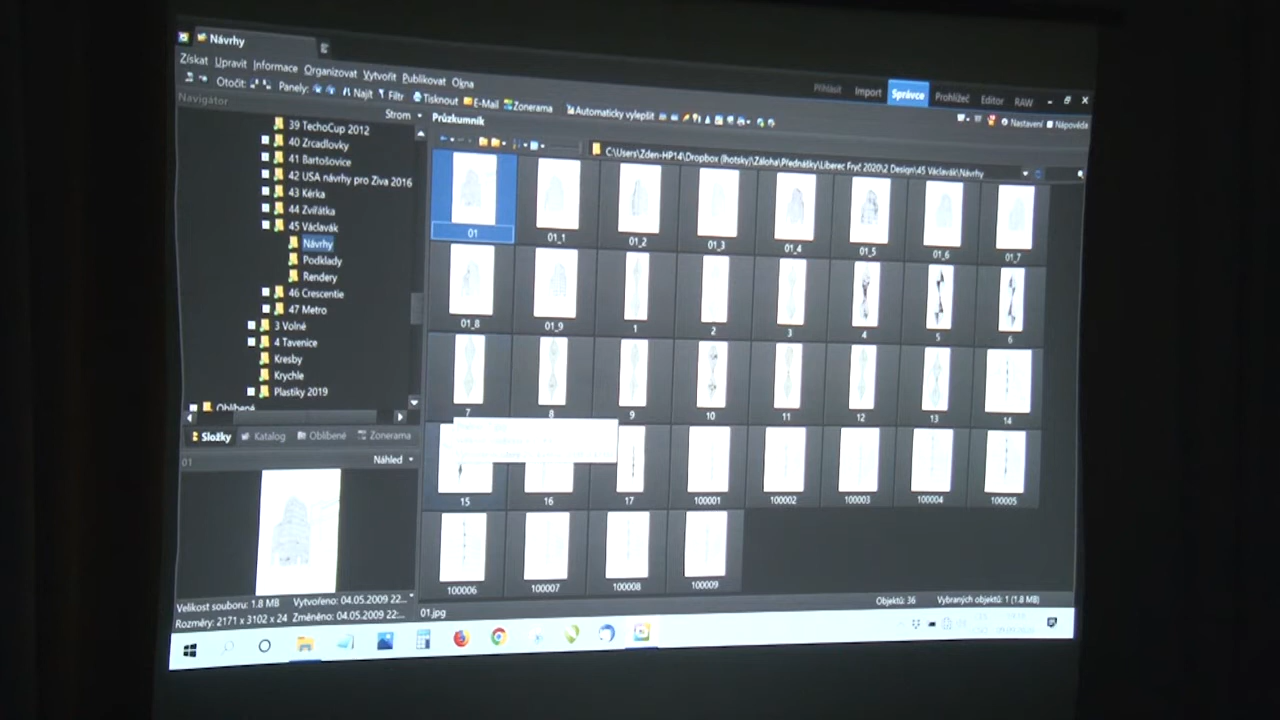 Návrhy
Získat Upravit Informace Organizovat Vytvořit Publikovat Okna
Import Správce Prohlížeč Editor RAW
Otočit: Panely: Najít Filtr Tisknout E-Mail Zonerama Automaticky vylepšit Nastavení Nápověda
Navigátor
Strom
39 TechoCup 2012
40 Zrcadlovky
41 Bartošovice
42 USA návrhy pro Ziva 2016
43 Kérka
44 Zvířátka
45 Václavák
Návrhy
Podklady
Rendery
46 Crescentie
47 Metro
3 Volné
4 Tavenice
Kresby
Krychle
Plastiky 2019
Oblíbené
Složky Katalog Oblíbené Zonerama
01 Náhled
Velikost souboru: 1.8 MB Vytvořeno: 04.05.2009 22...
Rozměry: 2171 x 3102 x 24 Změněno: 04.05.2009 22...
Průzkumník
C:\Users\Zden-HP14\Dropbox (lhotsky)\Záloha\Přednášky\Liberec Fryč 2020\2 Design\45 Václavák\Návrhy
01 01_1 01_2 01_3 01_4 01_5 01_6 01_7
01_8 01_9 1 2 3 4 5 6
7 8 9 10 11 12 13 14
15 16 17 100001 100002 100003 100004 100005
100006 100007 100008 100009
01.jpg
Objektů: 36 Vybraných objektů: 1 (1.8 MB)